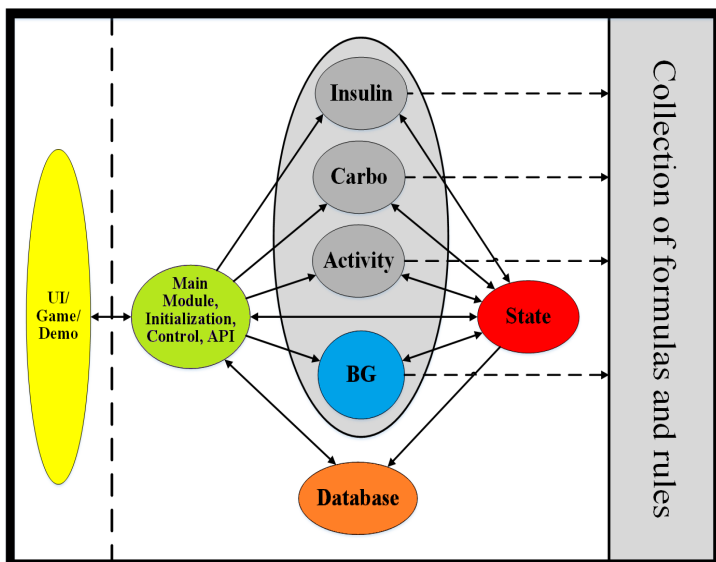 Insulin
Carbo
Activity
BG
UI/
Game/
Demo
Main
Module,
Initialization,
Control, API
State
Database
Collection of formulas and rules